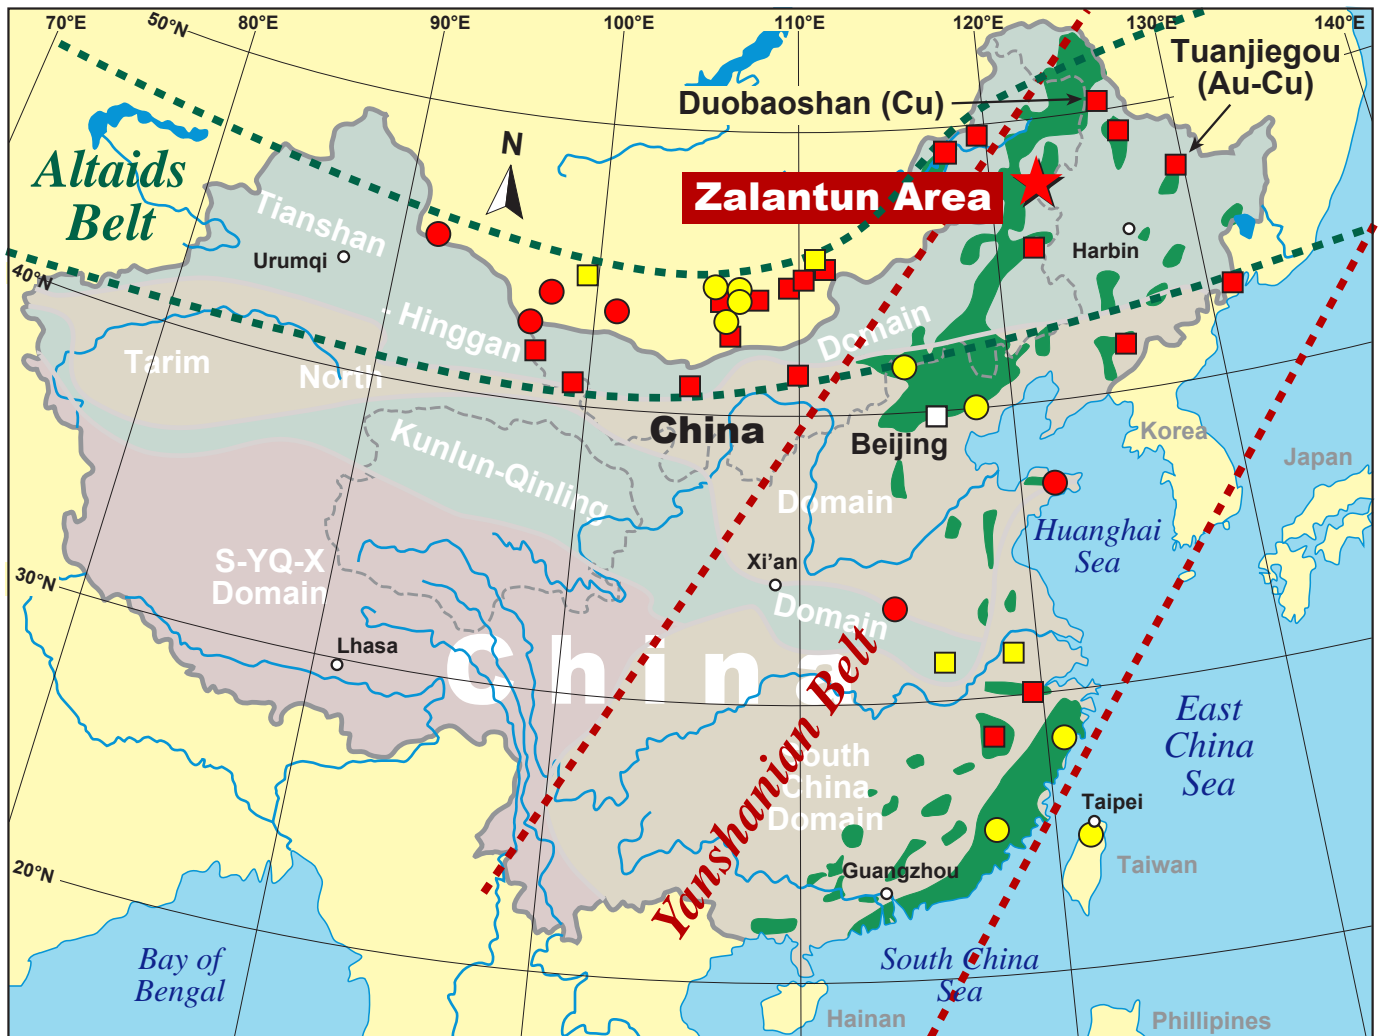 70°E
50°N
80°E
90°E
100°E
110°E
120°E
130°E
140°E
Tuanjiegou
(Au-Cu)
Duobaoshan (Cu)
N
Altaids
Belt
Zalantun Area
Tianshan
Urumqi
Harbin
40°N
- Hinggan
Domain
Tarim
North
China
Kunlun-Qinling
Beijing
Korea
Japan
Domain
Huanghai
Sea
S-YQ-X
Domain
Xi'an
30°N
Domain
Lhasa
China
Yanshanian Belt
East
China
Sea
South
China
Domain
Taipei
Taiwan
Guangzhou
20°N
Bay of
Bengal
South China
Sea
Hainan
Phillipines